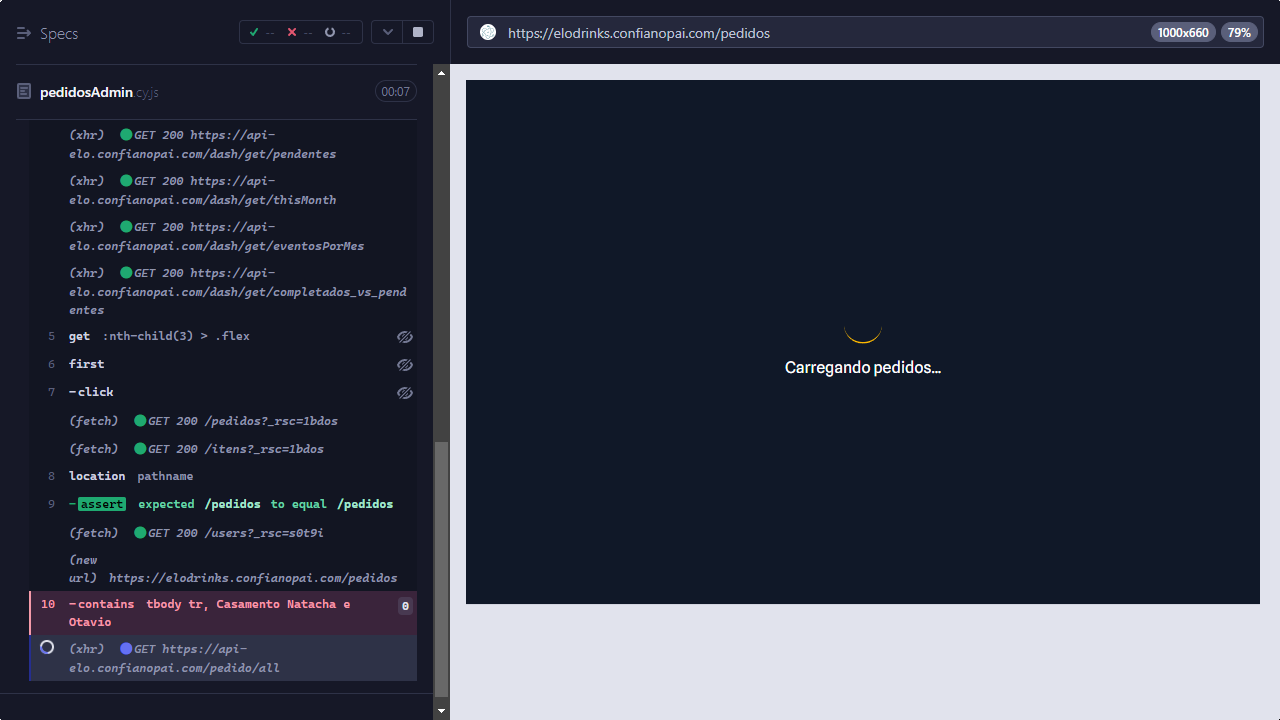 Specs
--
--
--
https://elodrinks.confianopai.com/pedidos
1000x660
79%
pedidosAdmin.cy.js
00:07
(xhr) GET 200 https://api-
elo.confianopai.com/dash/get/pendentes
(xhr) GET 200 https://api-
elo.confianopai.com/dash/get/thisMonth
(xhr) GET 200 https://api-
elo.confianopai.com/dash/get/eventosPorMes
(xhr) GET 200 https://api-
elo.confianopai.com/dash/get/completados_vs_pend
entes
5 get :nth-child(3) > .flex
6 first
7 -click
(fetch) GET 200 /pedidos?_rsc=1bdos
(fetch) GET 200 /itens?_rsc=1bdos
8 location pathname
9 -assert expected /pedidos to equal /pedidos
(fetch) GET 200 /users?_rsc=s0t9i
(new
url) https://elodrinks.confianopai.com/pedidos
10 -contains tbody tr, Casamento Natacha e 0
Otavio
(xhr) GET https://api-
elo.confianopai.com/pedido/all
Carregando pedidos...